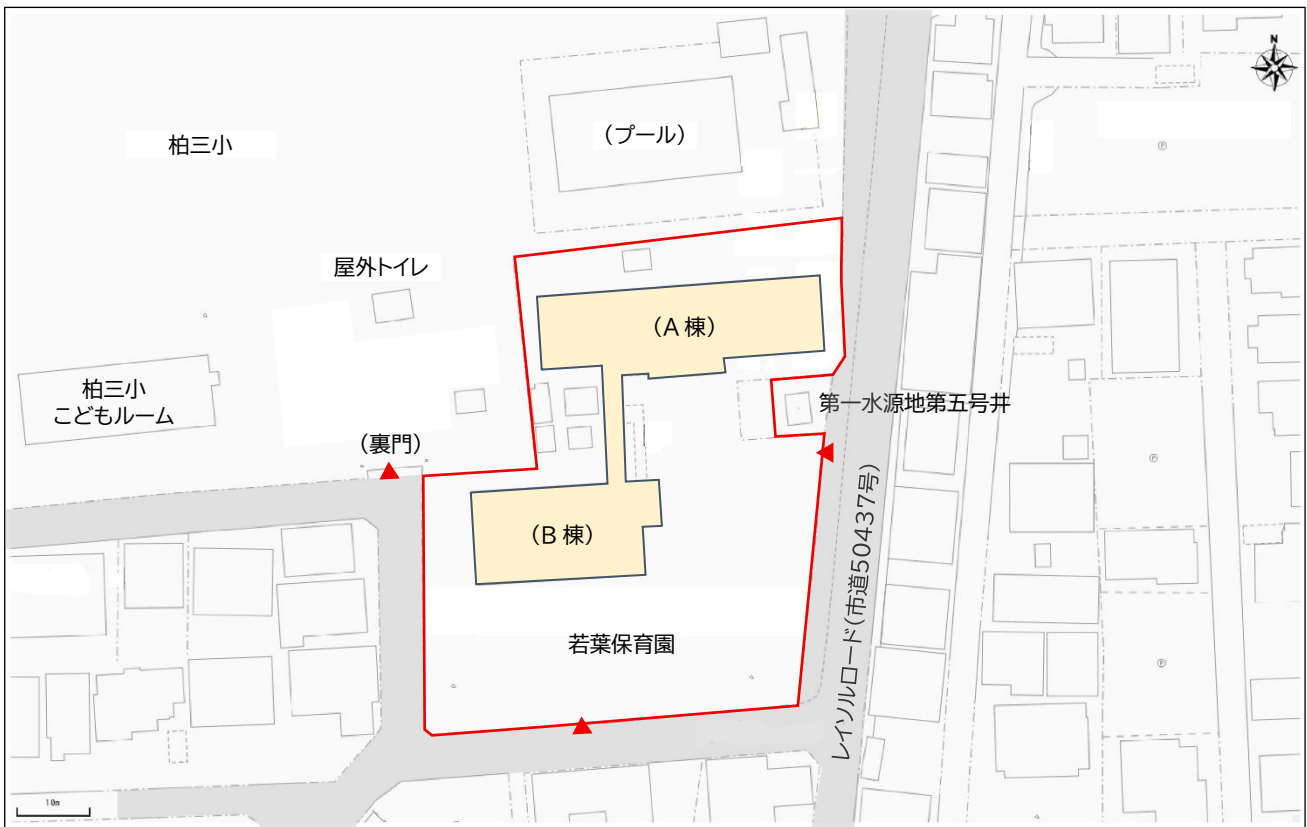 N
(プール)
柏三小
Ⓟ
屋外トイレ
(A棟)
柏三小
こどもルーム
第一水源地第五号井
(裏門)
Ⓟ
(B棟)
レイソルロード(市道50437号)
若葉保育園
Ⓟ
10m